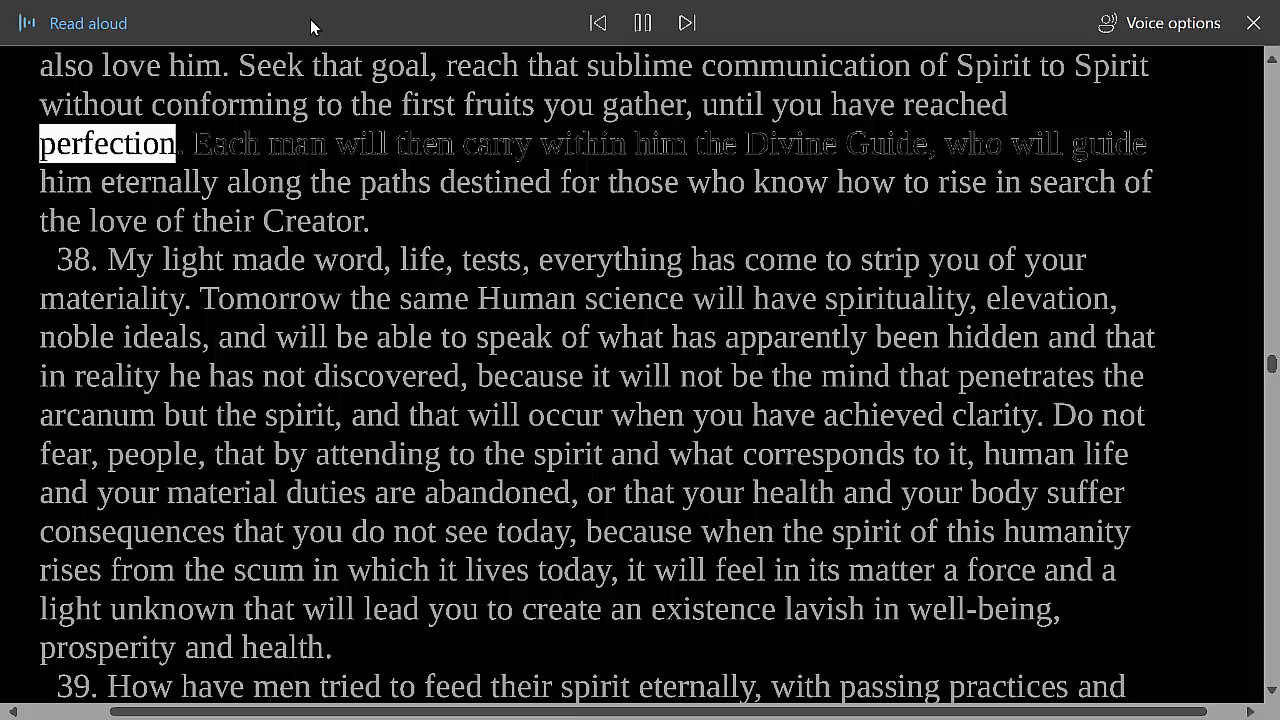 Read aloud
Voice options
also love him. Seek that goal, reach that sublime communication of Spirit to Spirit
without conforming to the first fruits you gather, until you have reached
perfection. Each man will then carry within him the Divine Guide, who will guide
him eternally along the paths destined for those who know how to rise in search of
the love of their Creator.
38. My light made word, life, tests, everything has come to strip you of your
materiality. Tomorrow the same Human science will have spirituality, elevation,
noble ideals, and will be able to speak of what has apparently been hidden and that
in reality he has not discovered, because it will not be the mind that penetrates the
arcanum but the spirit, and that will occur when you have achieved clarity. Do not
fear, people, that by attending to the spirit and what corresponds to it, human life
and your material duties are abandoned, or that your health and your body suffer
consequences that you do not see today, because when the spirit of this humanity
rises from the scum in which it lives today, it will feel in its matter a force and a
light unknown that will lead you to create an existence lavish in well-being,
prosperity and health.
39. How have men tried to feed their spirit eternally, with passing practices and